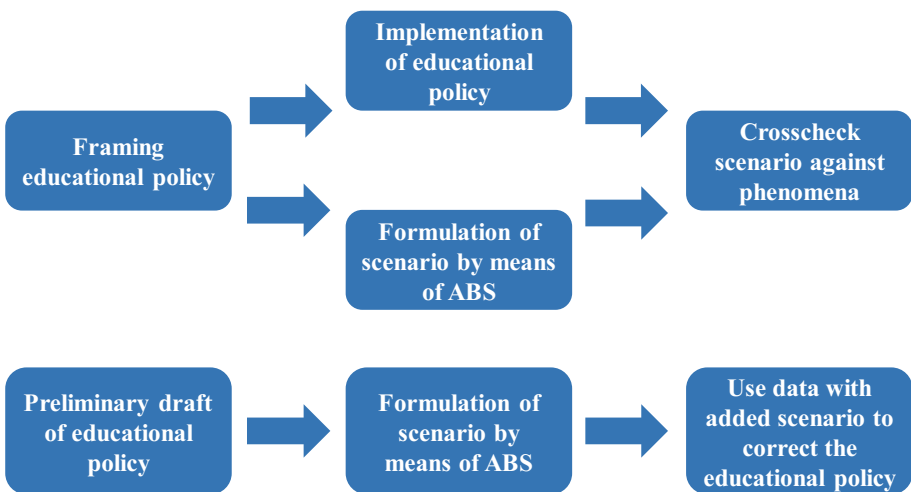 Implementation
of educational
policy
Framing
educational policy
Crosscheck
scenario against
phenomena
Formulation of
scenario by means
of ABS
Preliminary draft
of educational
policy
Formulation of
scenario by
means of ABS
Use data with
added scenario to
correct the
educational policy